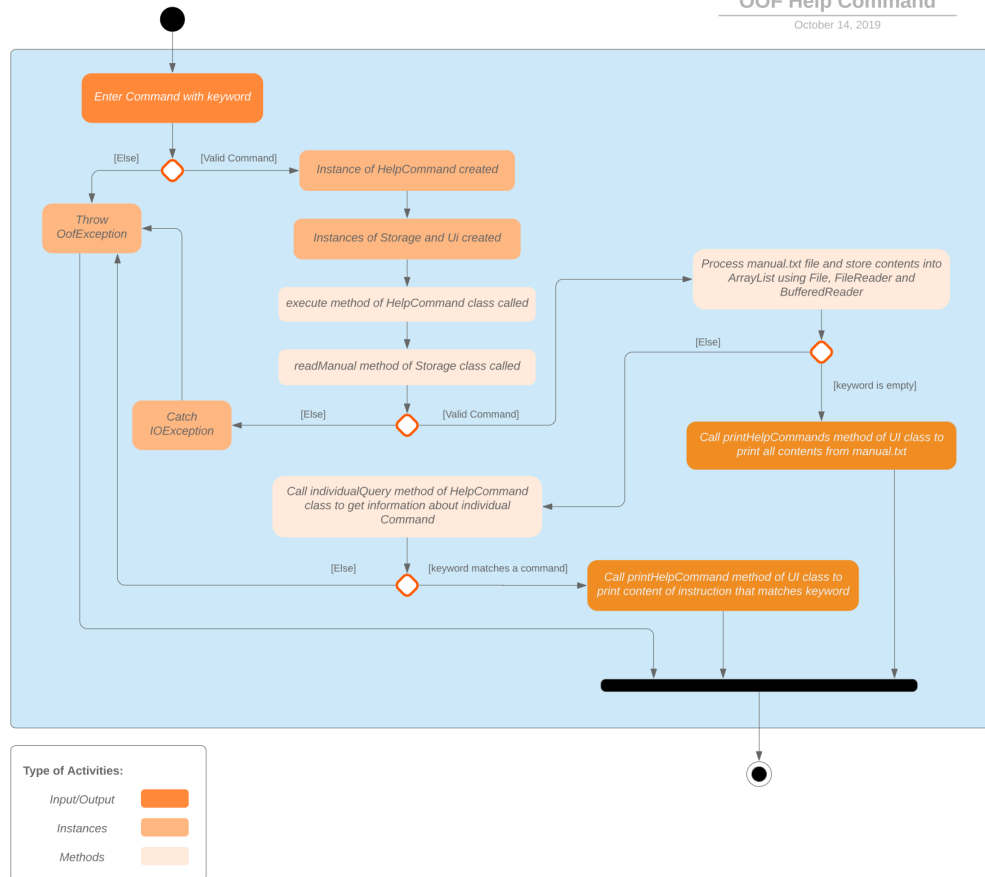 OOF Help Command
October 14, 2019
Enter Command with keyword
[Else]
[Valid Command]
Instance of HelpCommand created
Throw
OofException
Instances of Storage and Ui created
Process manual.txt file and store contents into
ArrayList using File, FileReader and
BufferedReader
execute method of HelpCommand class called
[Else]
readManual method of Storage class called
[keyword is empty]
Catch
IOException
[Else]
[Valid Command]
Call printHelpCommands method of UI class to
print all contents from manual.txt
Call individualQuery method of HelpCommand
class to get information about individual
Command
[Else]
[keyword matches a command]
Call printHelpCommand method of UI class to
print content of instruction that matches keyword
Type of Activities:
Input/Output
Instances
Methods